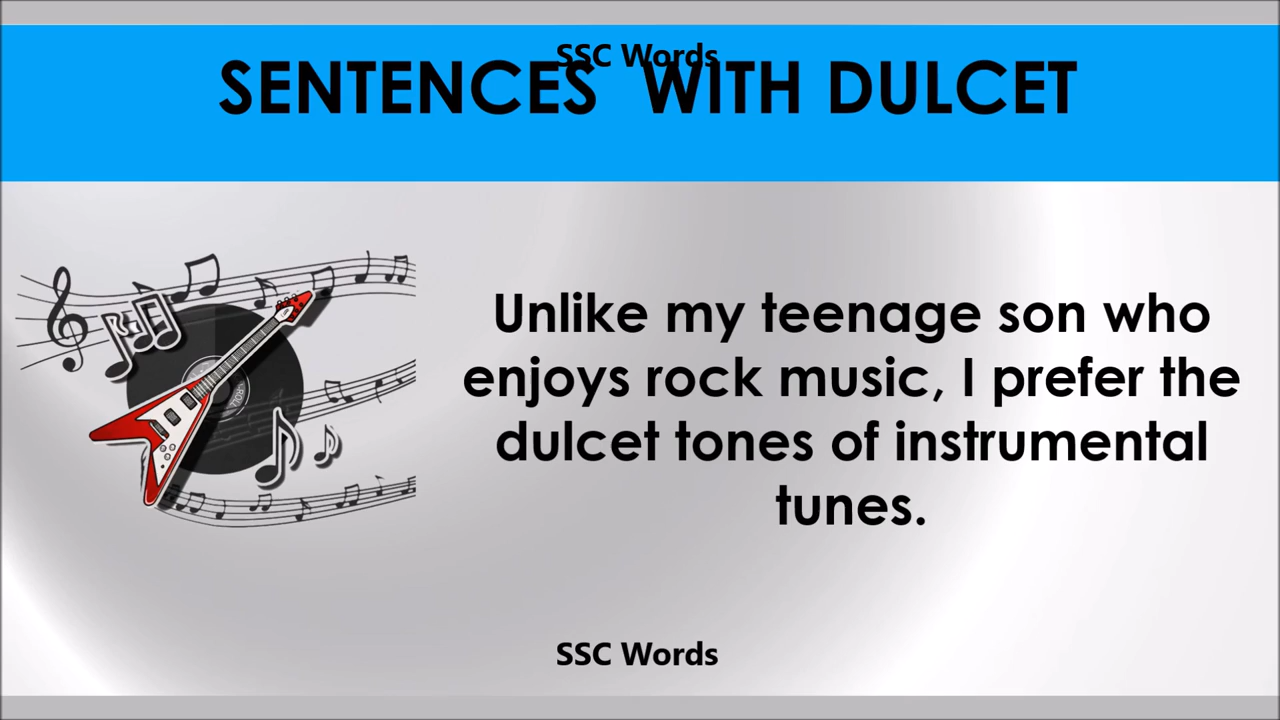 SSC Words
SENTENCES WITH DULCET
Unlike my teenage son who
enjoys rock music, I prefer the
dulcet tones of instrumental
tunes.
SSC Words